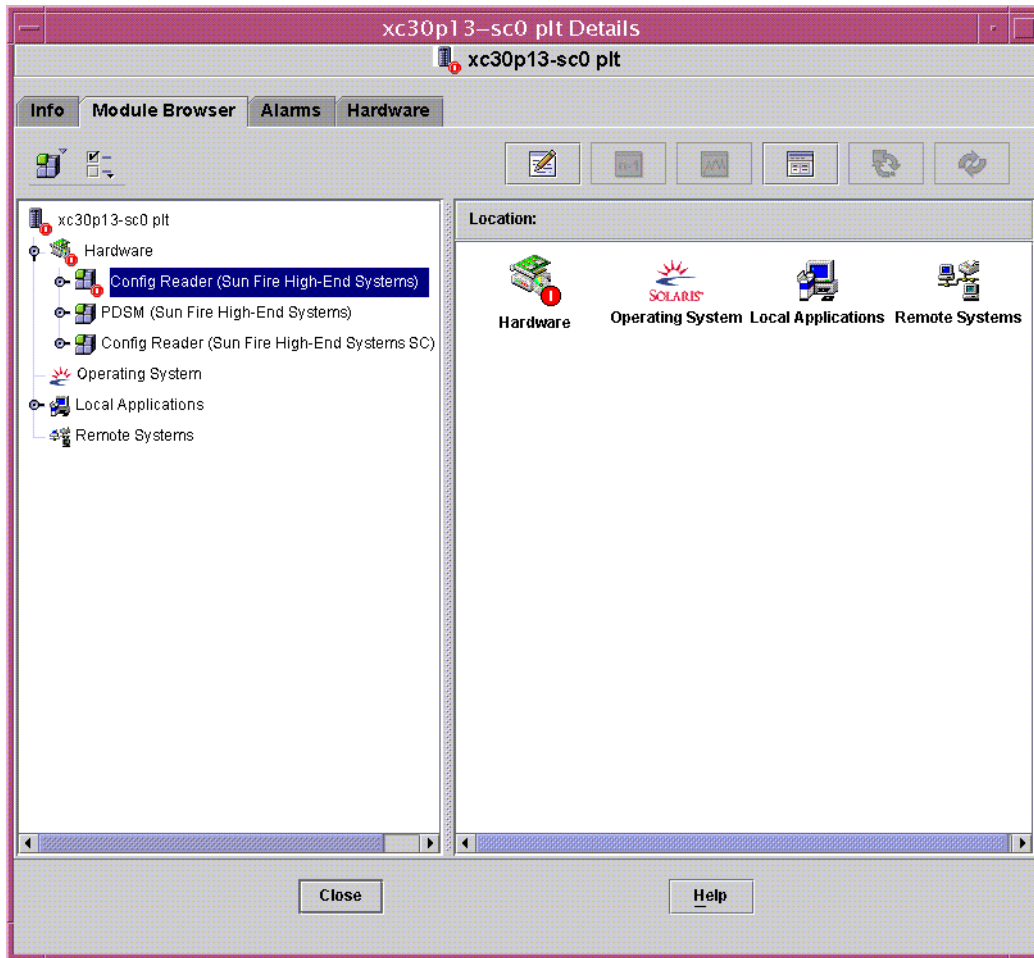 xc30p13–sc0 plt Details
xc30p13-sc0 plt
Info Module Browser Alarms Hardware
xc30p13-sc0 plt
Hardware
Config Reader (Sun Fire High-End Systems)
PDSM (Sun Fire High-End Systems)
Config Reader (Sun Fire High-End Systems SC)
Operating System
Local Applications
Remote Systems
Location:
SOLARIS
Hardware Operating System Local Applications Remote Systems
Close Help